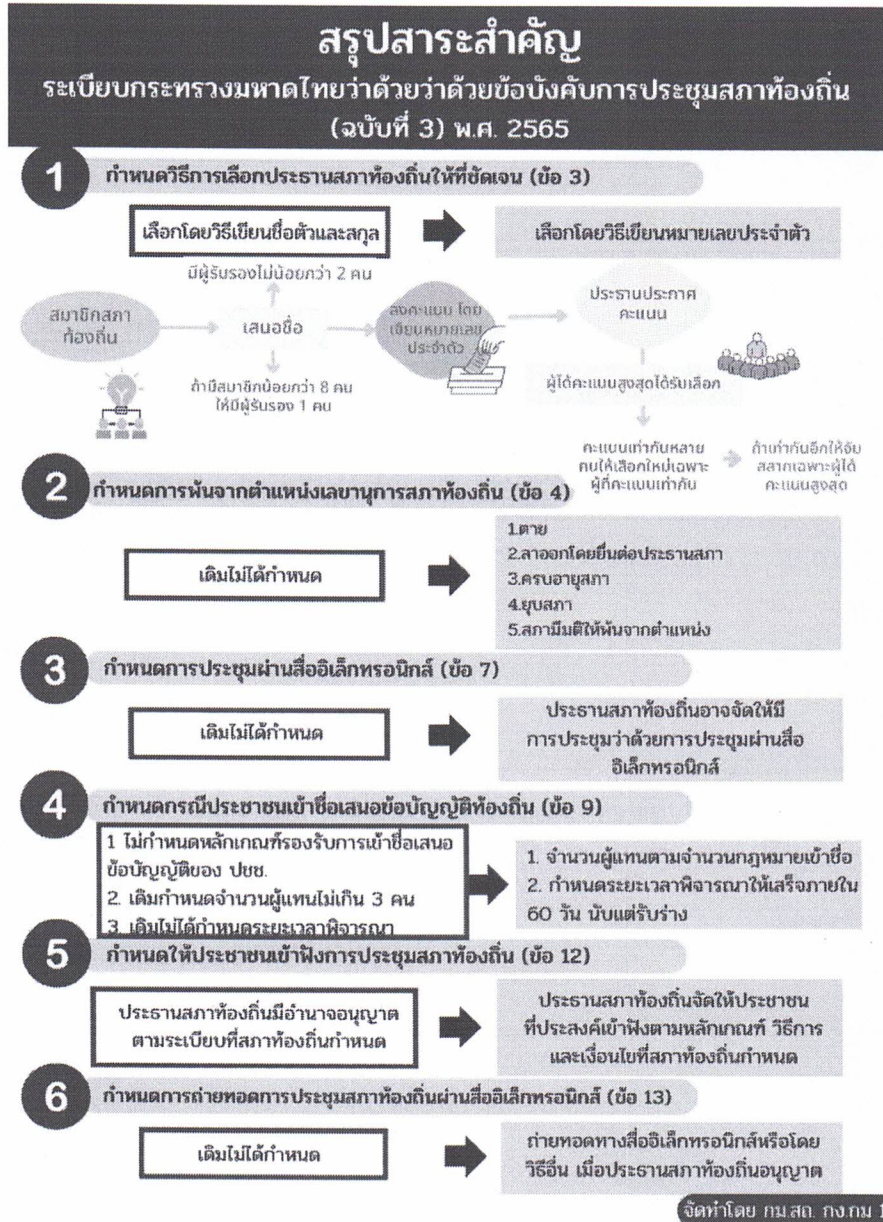 สรุปสาระสำคัญ
ระเบียบกระทรวงมหาดไทยว่าด้วยว่าด้วยข้อบังคับการประชุมสภาท้องถิ่น
(ฉบับที่ 3) พ.ศ. 2565
1 กำหนดวิธีการเลือกประธานสภาท้องถิ่นให้ที่ชัดเจน (ข้อ 3)
เลือกโดยวิธีเขียนชื่อตัวและสกุล
เลือกโดยวิธีเขียนหมายเลขประจำตัว
มีผู้รับรองไม่น้อยกว่า 2 คน
สมาชิกสภา
ท้องถิ่น
เสนอชื่อ
ถ้ามีสมาชิกน้อยกว่า 8 คน
ให้มีผู้รับรอง 1 คน
ลงคะแนน โดย
เขียนหมายเลข
ประจำตัว
ประธานประกาศ
คะแนน
ผู้ได้คะแนนสูงสุดได้รับเลือก
คะแนนเท่ากันหลาย
คนให้เลือกใหม่เฉพาะ
ผู้ที่คะแนนเท่ากัน
ถ้าเท่ากันอีกให้จับ
สลากเฉพาะผู้ได้
คะแนนสูงสุด
2 กำหนดการพ้นจากตำแหน่งเลขานุการสภาท้องถิ่น (ข้อ 4)
เดิมไม่ได้กำหนด
1.ตาย
2.ลาออกโดยยื่นต่อประธานสภา
3.ครบอายุสภา
4.ยุบสภา
5.สภามีมติให้พ้นจากตำแหน่ง
3 กำหนดการประชุมผ่านสื่ออิเล็กทรอนิกส์ (ข้อ 7)
เดิมไม่ได้กำหนด
ประธานสภาท้องถิ่นอาจจัดให้มี
การประชุมว่าด้วยการประชุมผ่านสื่อ
อิเล็กทรอนิกส์
4 กำหนดกรณีประชาชนเข้าชื่อเสนอข้อบัญญัติท้องถิ่น (ข้อ 9)
1 ไม่กำหนดหลักเกณฑ์รองรับการเข้าชื่อเสนอ
ข้อบัญญัติของ ปชช.
2. เดิมกำหนดจำนวนผู้แทนไม่เกิน 3 คน
3. เดิมไม่ได้กำหนดระยะเวลาพิจารณา
1. จำนวนผู้แทนตามจำนวนกฎหมายเข้าชื่อ
2. กำหนดระยะเวลาพิจารณาให้เสร็จภายใน
60 วัน นับแต่รับร่าง
5 กำหนดให้ประชาชนเข้าฟังการประชุมสภาท้องถิ่น (ข้อ 12)
ประธานสภาท้องถิ่นมีอำนาจอนุญาต
ตามระเบียบที่สภาท้องถิ่นกำหนด
ประธานสภาท้องถิ่นจัดให้ประชาชน
ที่ประสงค์เข้าฟังตามหลักเกณฑ์ วิธีการ
และเงื่อนไขที่สภาท้องถิ่นกำหนด
6 กำหนดการถ่ายทอดการประชุมสภาท้องถิ่นผ่านสื่ออิเล็กทรอนิกส์ (ข้อ 13)
เดิมไม่ได้กำหนด
ถ่ายทอดทางสื่ออิเล็กทรอนิกส์หรือโดย
วิธีอื่น เมื่อประธานสภาท้องถิ่นอนุญาต
จัดทำโดย กม.สถ. กง.กม 1